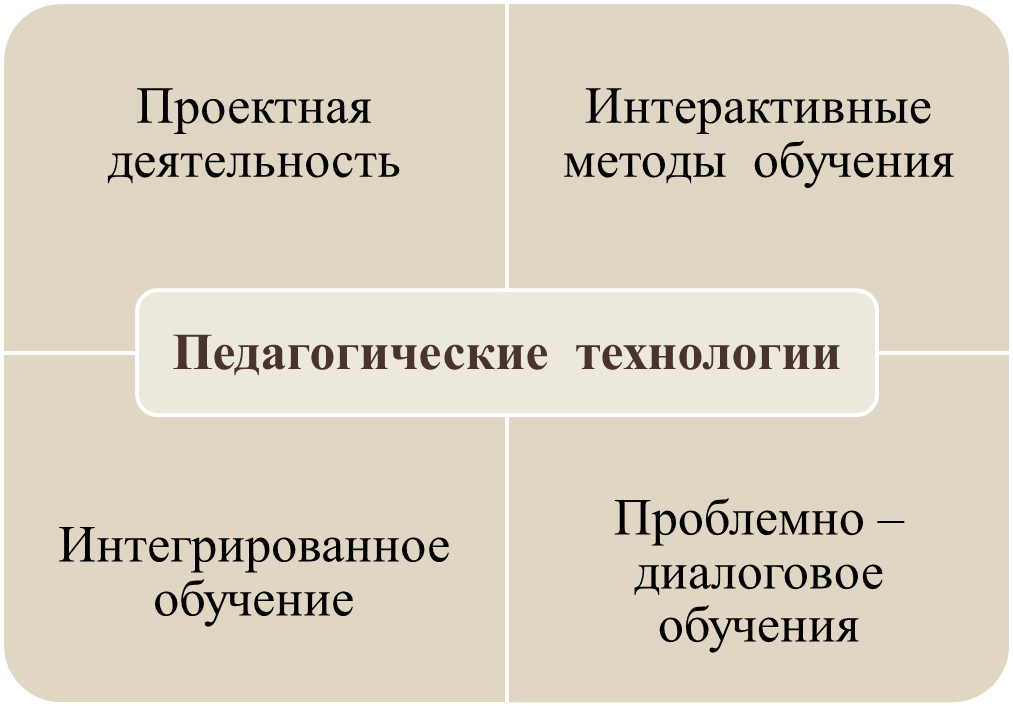 Проектная
деятельность
Интерактивные
методы обучения
Педагогические технологии
Интегрированное
обучение
Проблемно –
диалоговое
обучения